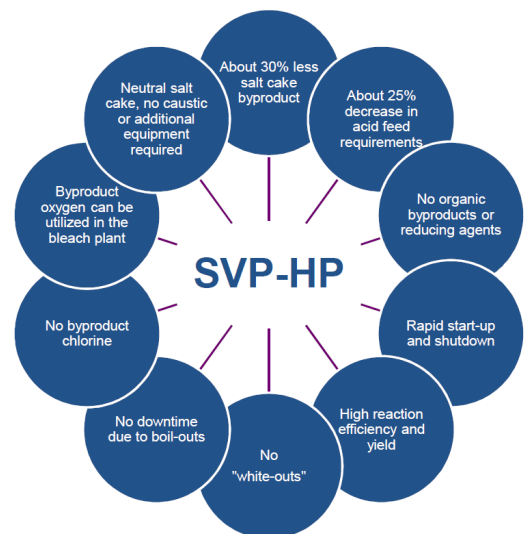 About 30% less
salt cake
byproduct
About 25%
decrease in
acid feed
requirements
No organic
byproducts or
reducing agents
Rapid start-up
and shutdown
High reaction
efficiency and
yield
No
"white-outs"
No downtime
due to boil-outs
No byproduct
chlorine
Byproduct
oxygen can be
utilized in the
bleach plant
Neutral salt
cake, no caustic
or additional
equipment
required
SVP-HP